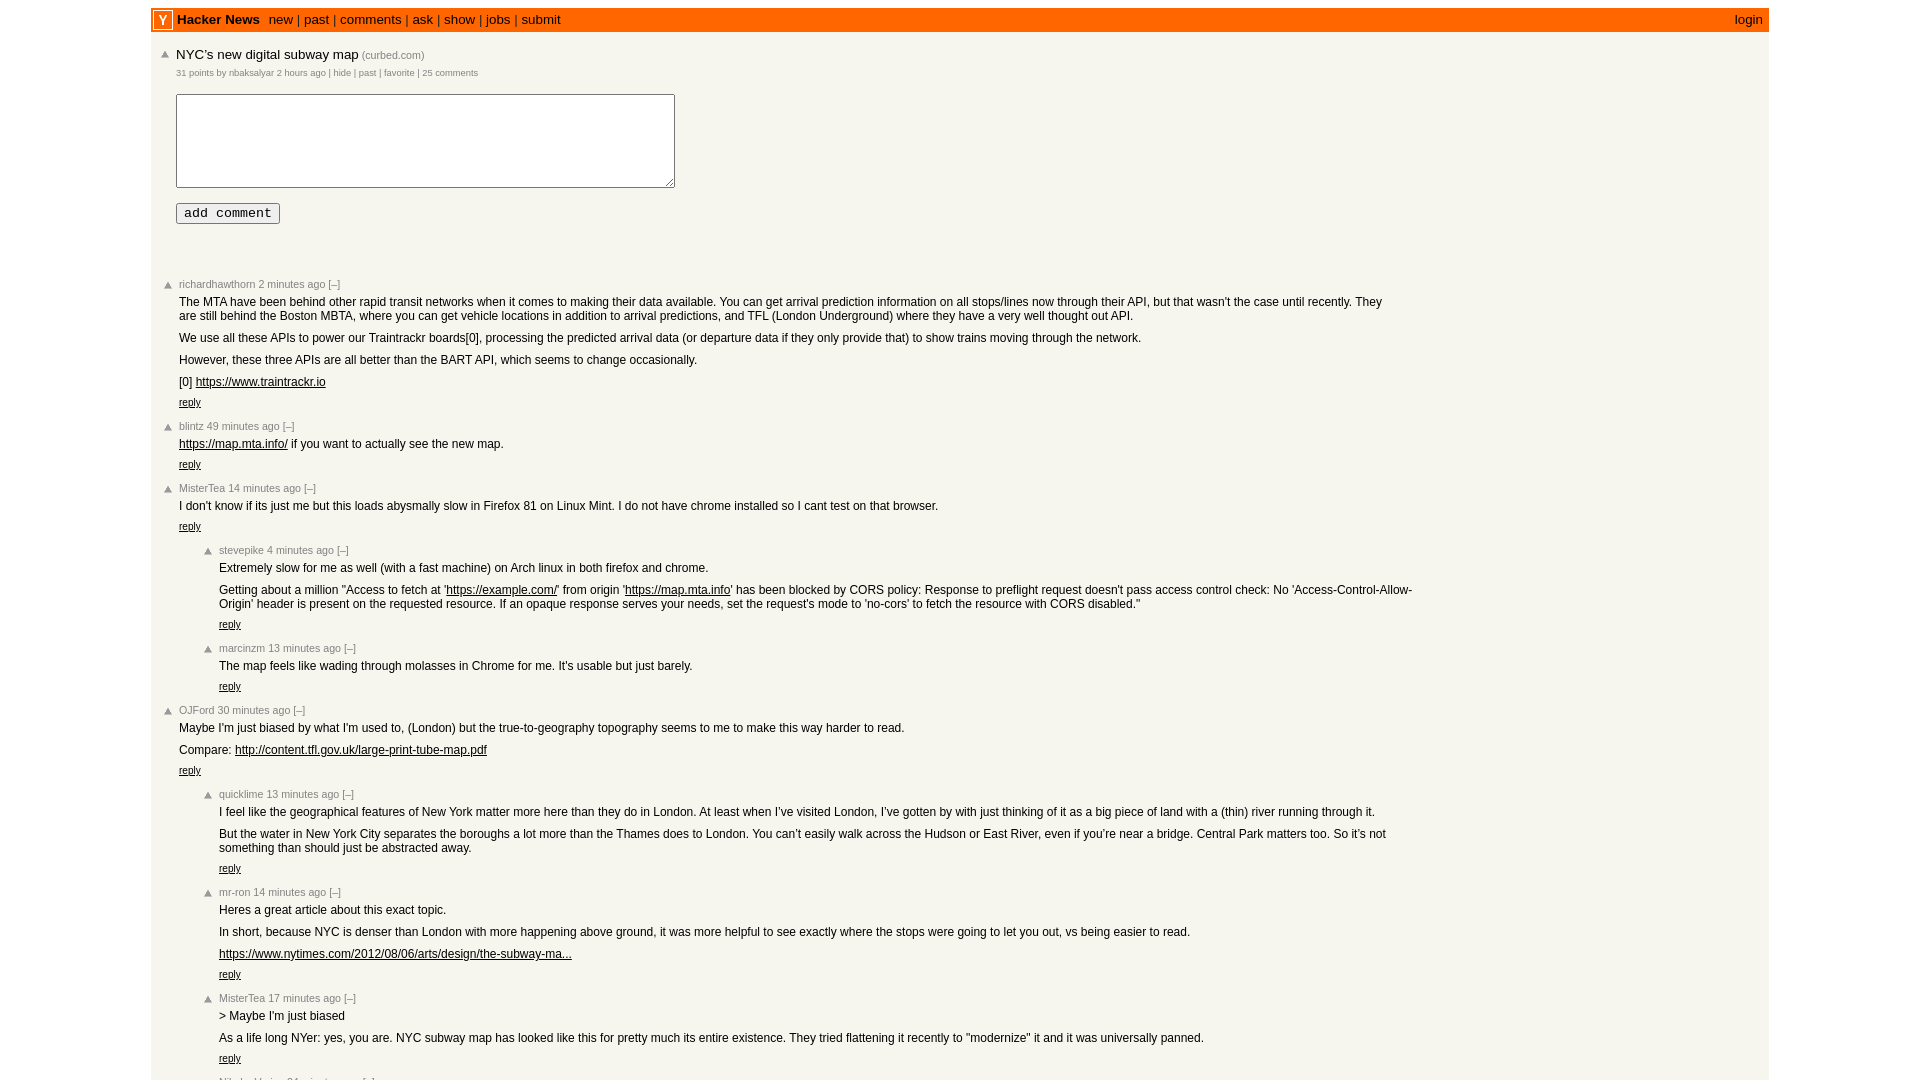 Y Hacker News new | past | comments | ask | show | jobs | submit login
NYC's new digital subway map (curbed.com)
31 points by nbaksalyar 2 hours ago | hide | past | favorite | 25 comments
add comment
richardhawthorn 2 minutes ago [–]
The MTA have been behind other rapid transit networks when it comes to making their data available. You can get arrival prediction information on all stops/lines now through their API, but that wasn't the case until recently. They
are still behind the Boston MBTA, where you can get vehicle locations in addition to arrival predictions, and TFL (London Underground) where they have a very well thought out API.
We use all these APIs to power our Traintrackr boards[0], processing the predicted arrival data (or departure data if they only provide that) to show trains moving through the network.
However, these three APIs are all better than the BART API, which seems to change occasionally.
[0] https://www.traintrackr.io
reply
blintz 49 minutes ago [–]
https://map.mta.info/ if you want to actually see the new map.
reply
MisterTea 14 minutes ago [–]
I don't know if its just me but this loads abysmally slow in Firefox 81 on Linux Mint. I do not have chrome installed so I cant test on that browser.
reply
stevepike 4 minutes ago [–]
Extremely slow for me as well (with a fast machine) on Arch linux in both firefox and chrome.
Getting about a million "Access to fetch at 'https://example.com/' from origin 'https://map.mta.info' has been blocked by CORS policy: Response to preflight request doesn't pass access control check: No 'Access-Control-Allow-
Origin' header is present on the requested resource. If an opaque response serves your needs, set the request's mode to 'no-cors' to fetch the resource with CORS disabled."
reply
marcinzm 13 minutes ago [–]
The map feels like wading through molasses in Chrome for me. It's usable but just barely.
reply
OJFord 30 minutes ago [–]
Maybe I'm just biased by what I'm used to, (London) but the true-to-geography topography seems to me to make this way harder to read.
Compare: http://content.tfl.gov.uk/large-print-tube-map.pdf
reply
quicklime 13 minutes ago [–]
I feel like the geographical features of New York matter more here than they do in London. At least when I’ve visited London, I’ve gotten by with just thinking of it as a big piece of land with a (thin) river running through it.
But the water in New York City separates the boroughs a lot more than the Thames does to London. You can’t easily walk across the Hudson or East River, even if you’re near a bridge. Central Park matters too. So it’s not
something than should just be abstracted away.
reply
mr-ron 14 minutes ago [–]
Heres a great article about this exact topic.
In short, because NYC is denser than London with more happening above ground, it was more helpful to see exactly where the stops were going to let you out, vs being easier to read.
https://www.nytimes.com/2012/08/06/arts/design/the-subway-ma...
reply
MisterTea 17 minutes ago [–]
> Maybe I'm just biased
As a life long NYer: yes, you are. NYC subway map has looked like this for pretty much its entire existence. They tried flattening it recently to "modernize" it and it was universally panned.
reply